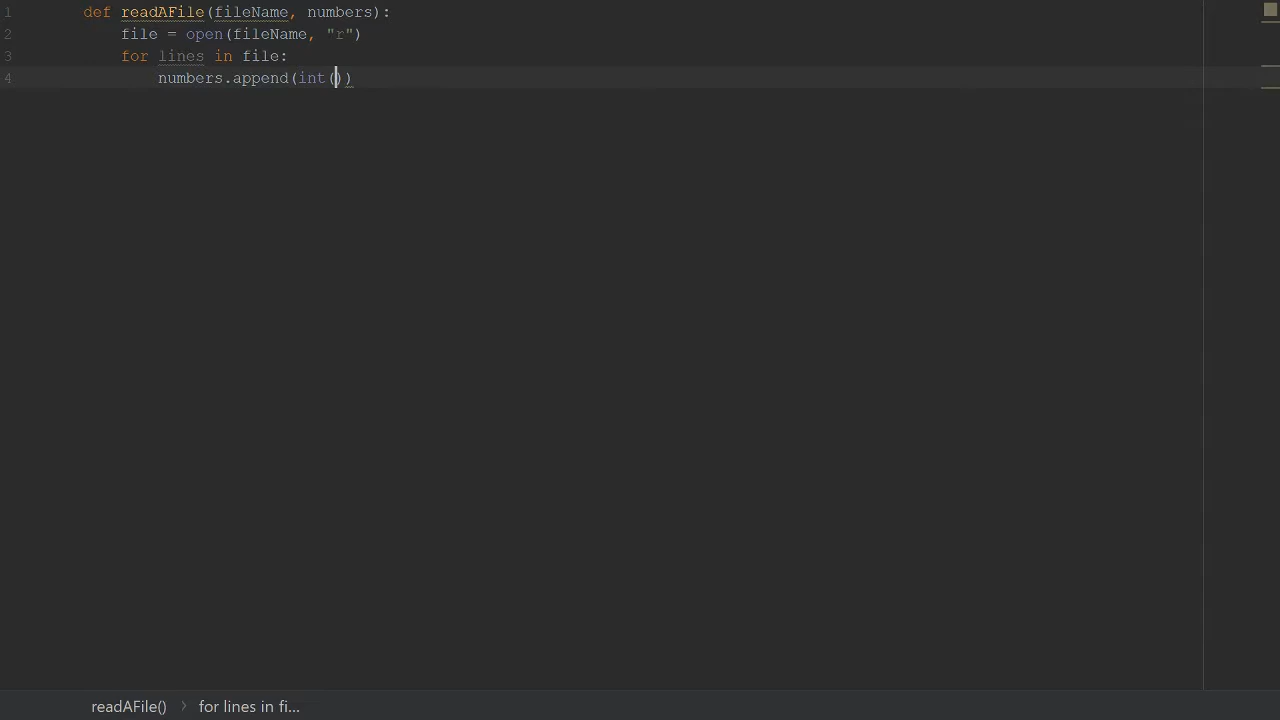 1 def readAFile(fileName, numbers):
2 file = open(fileName, "r")
3 for lines in file:
4 numbers.append(int())
readAFile() › for lines in fi...